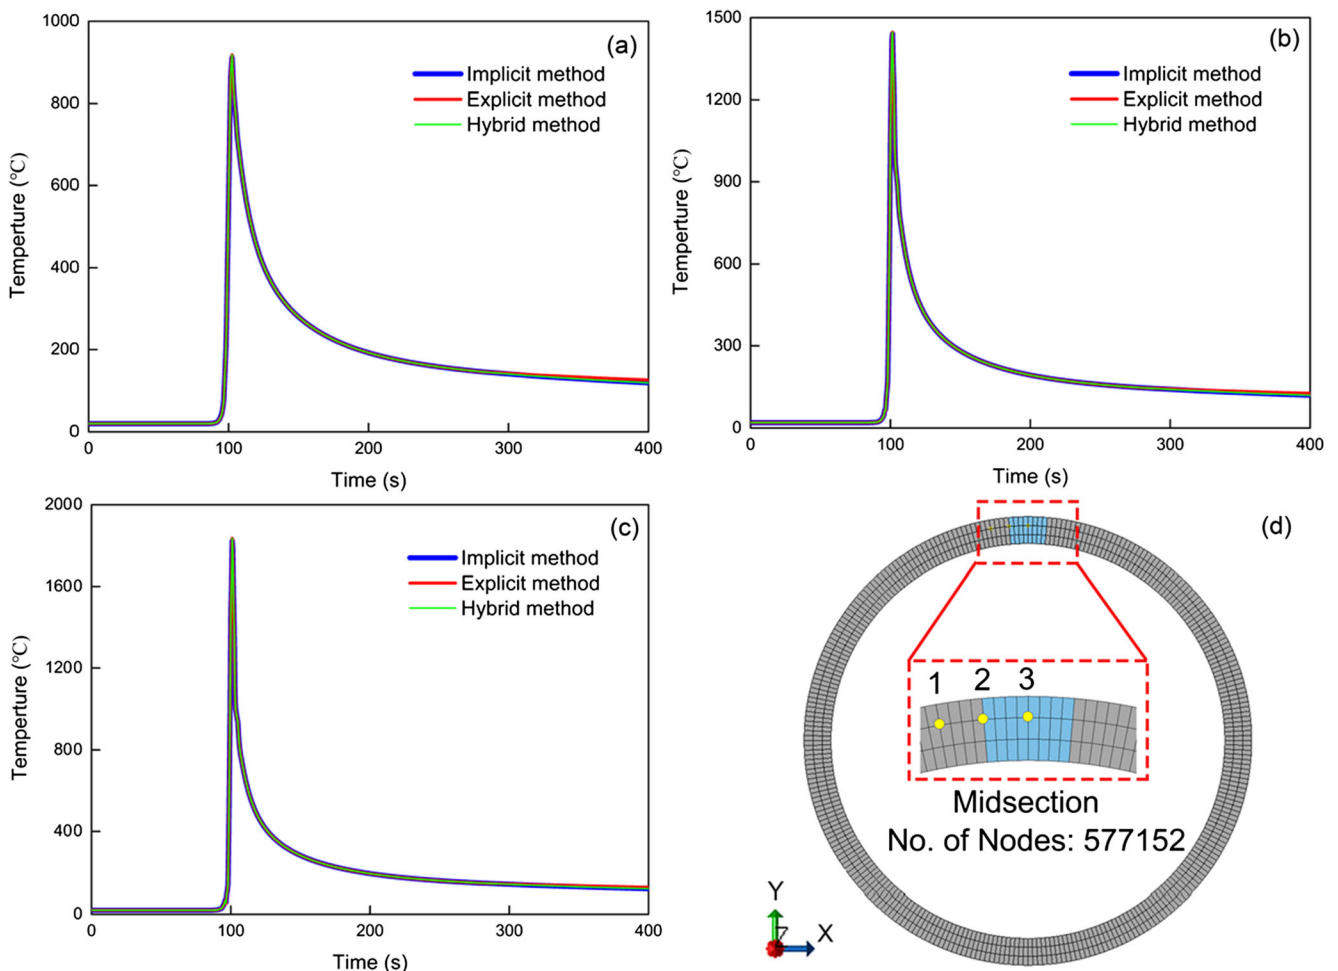 (a)
Implicit method
Explicit method
Hybrid method
1000
800
600
400
200
0
Temperture (°C)
0 100 200 300 400
Time (s)
(b)
Implicit method
Explicit method
Hybrid method
1500
1200
900
600
300
0
Temperture (°C)
0 100 200 300 400
Time (s)
(c)
Implicit method
Explicit method
Hybrid method
2000
1600
1200
800
400
0
Temperture (°C)
0 100 200 300 400
Time (s)
(d)
1 2 3
Midsection
No. of Nodes: 577152
Y
Z X